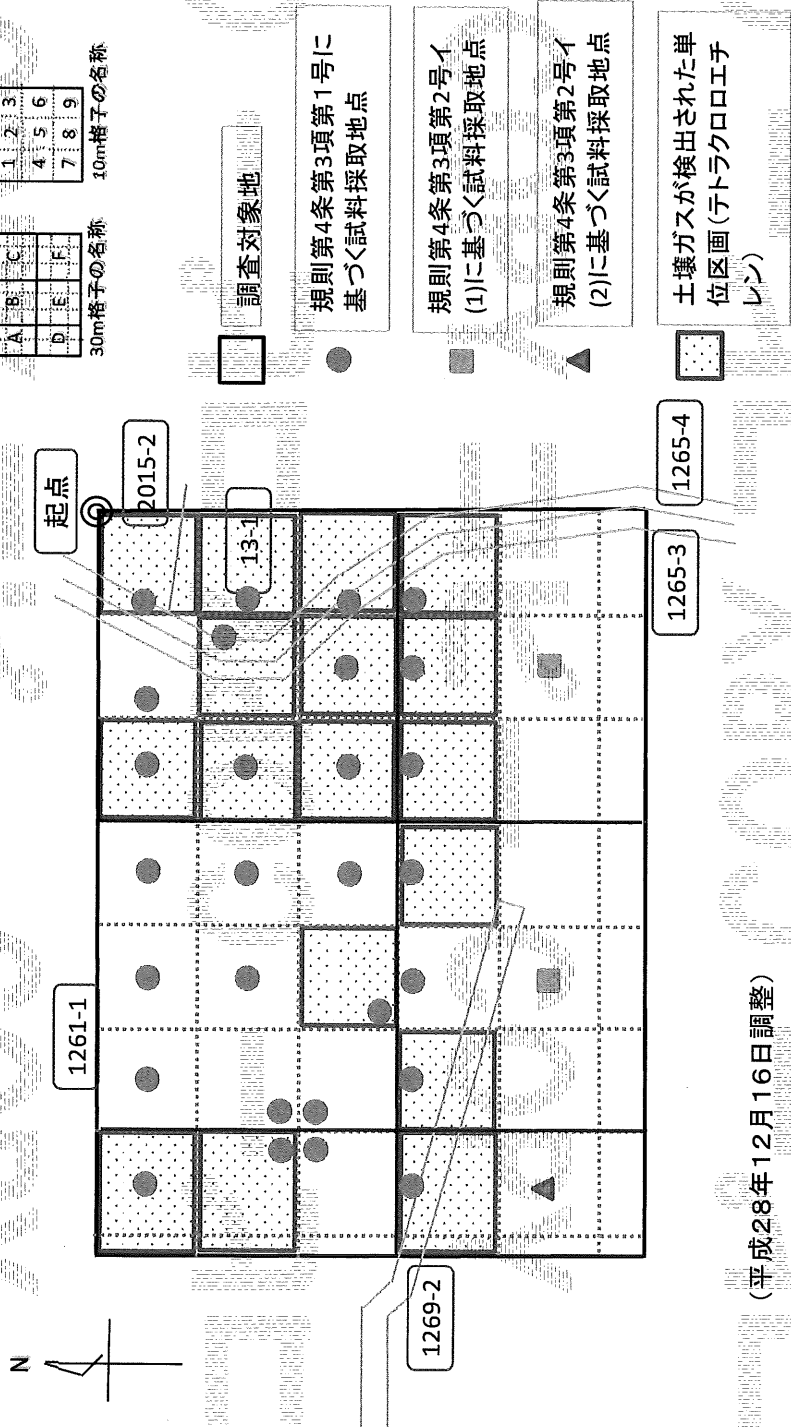 1 2 3
4 5 6
7 8 9
10m格子の名称
A B C
D E F
30m格子の名称
調査対象地
規則第4条第3項第1号に
基づく試料採取地点
規則第4条第3項第2号イ
(1)に基づく試料採取地点
規則第4条第3項第2号イ
(2)に基づく試料採取地点
土壌ガスが検出された単
位区画(テトラクロロエチ
レン)
N
起点
2015-2
13-1
1261-1
1265-4
1265-3
1269-2
(平成28年12月16日調整)